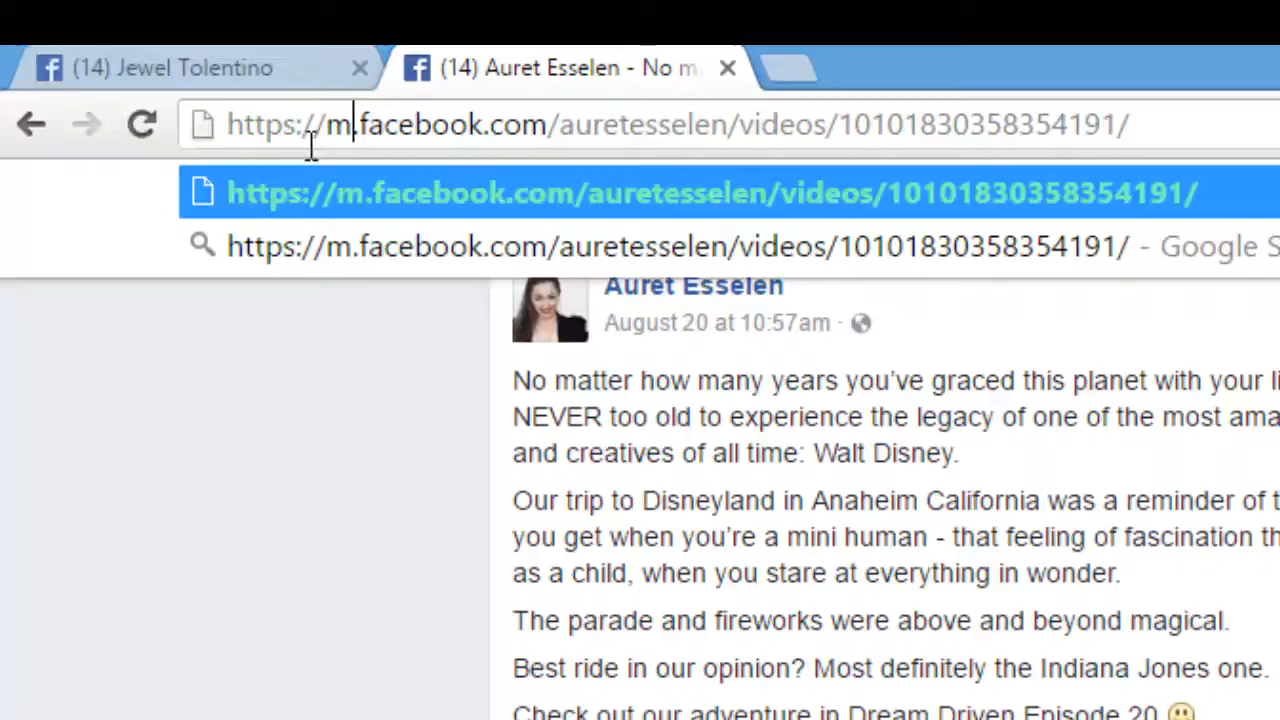 (14) Jewel Tolentino
(14) Auret Esselen - No m
https://m.facebook.com/auretesselen/videos/10101830358354191/
https://m.facebook.com/auretesselen/videos/10101830358354191/
https://m.facebook.com/auretesselen/videos/10101830358354191/ - Google S
Auret Esselen
August 20 at 10:57am ·
No matter how many years you've graced this planet with your li
NEVER too old to experience the legacy of one of the most ama
and creatives of all time: Walt Disney.
Our trip to Disneyland in Anaheim California was a reminder of t
you get when you're a mini human - that feeling of fascination th
as a child, when you stare at everything in wonder.
The parade and fireworks were above and beyond magical.
Best ride in our opinion? Most definitely the Indiana Jones one.
Check out our adventure in Dream Driven Episode 20